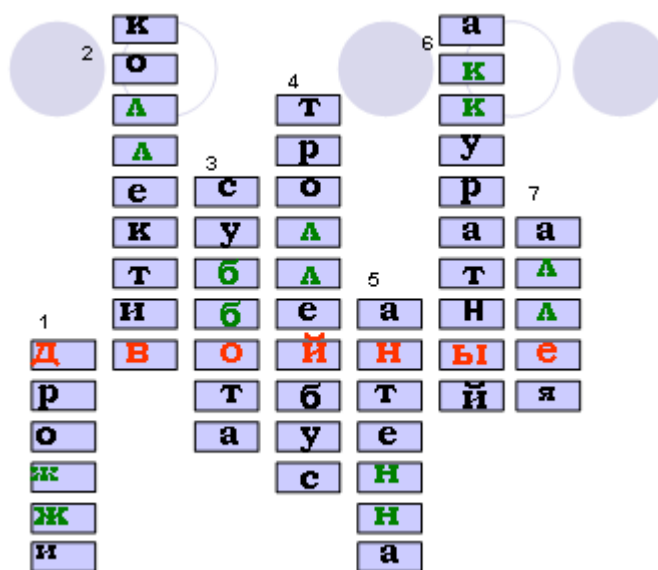 1 дрожжи
2 коллектив
3 суббота
4 троллейбус
5 антенна
6 аккуратный
7 аллея